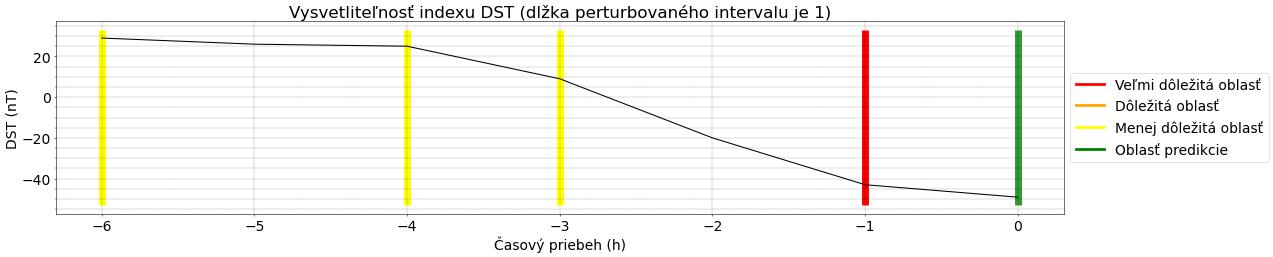 Vysvetliteľnosť indexu DST (dĺžka perturbovaného intervalu je 1)
DST (nT)
20
0
−20
−40
−6
−5
−4
−3
−2
−1
0
Časový priebeh (h)
Veľmi dôležitá oblasť
Dôležitá oblasť
Menej dôležitá oblasť
Oblasť predikcie